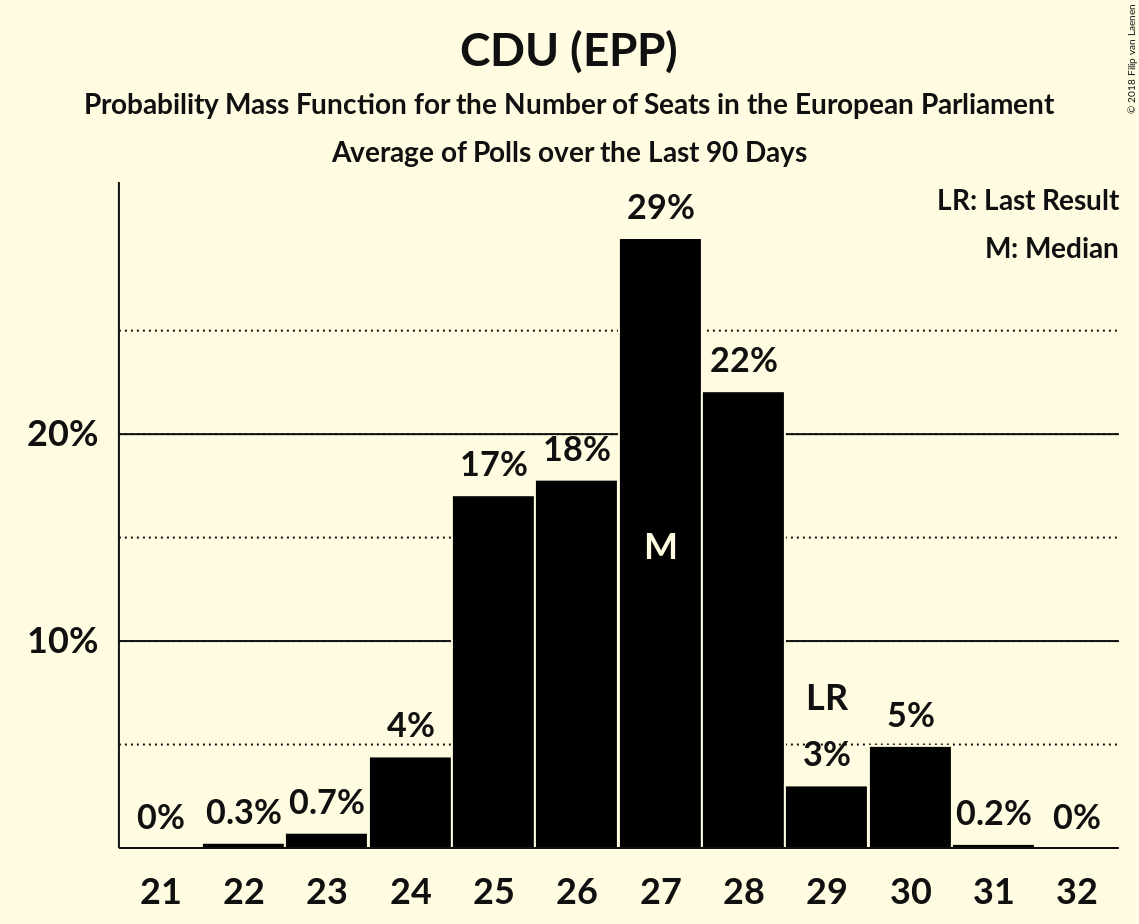 CDU (EPP)
Probability Mass Function for the Number of Seats in the European Parliament
Average of Polls over the Last 90 Days
© 2018 Filip van Laenen
LR: Last Result
M: Median
29%
22%
20%
18%
17%
M
10%
LR
5%
4%
3%
0.7%
0.3%
0.2%
0%
0%
21 22 23 24 25 26 27 28 29 30 31 32